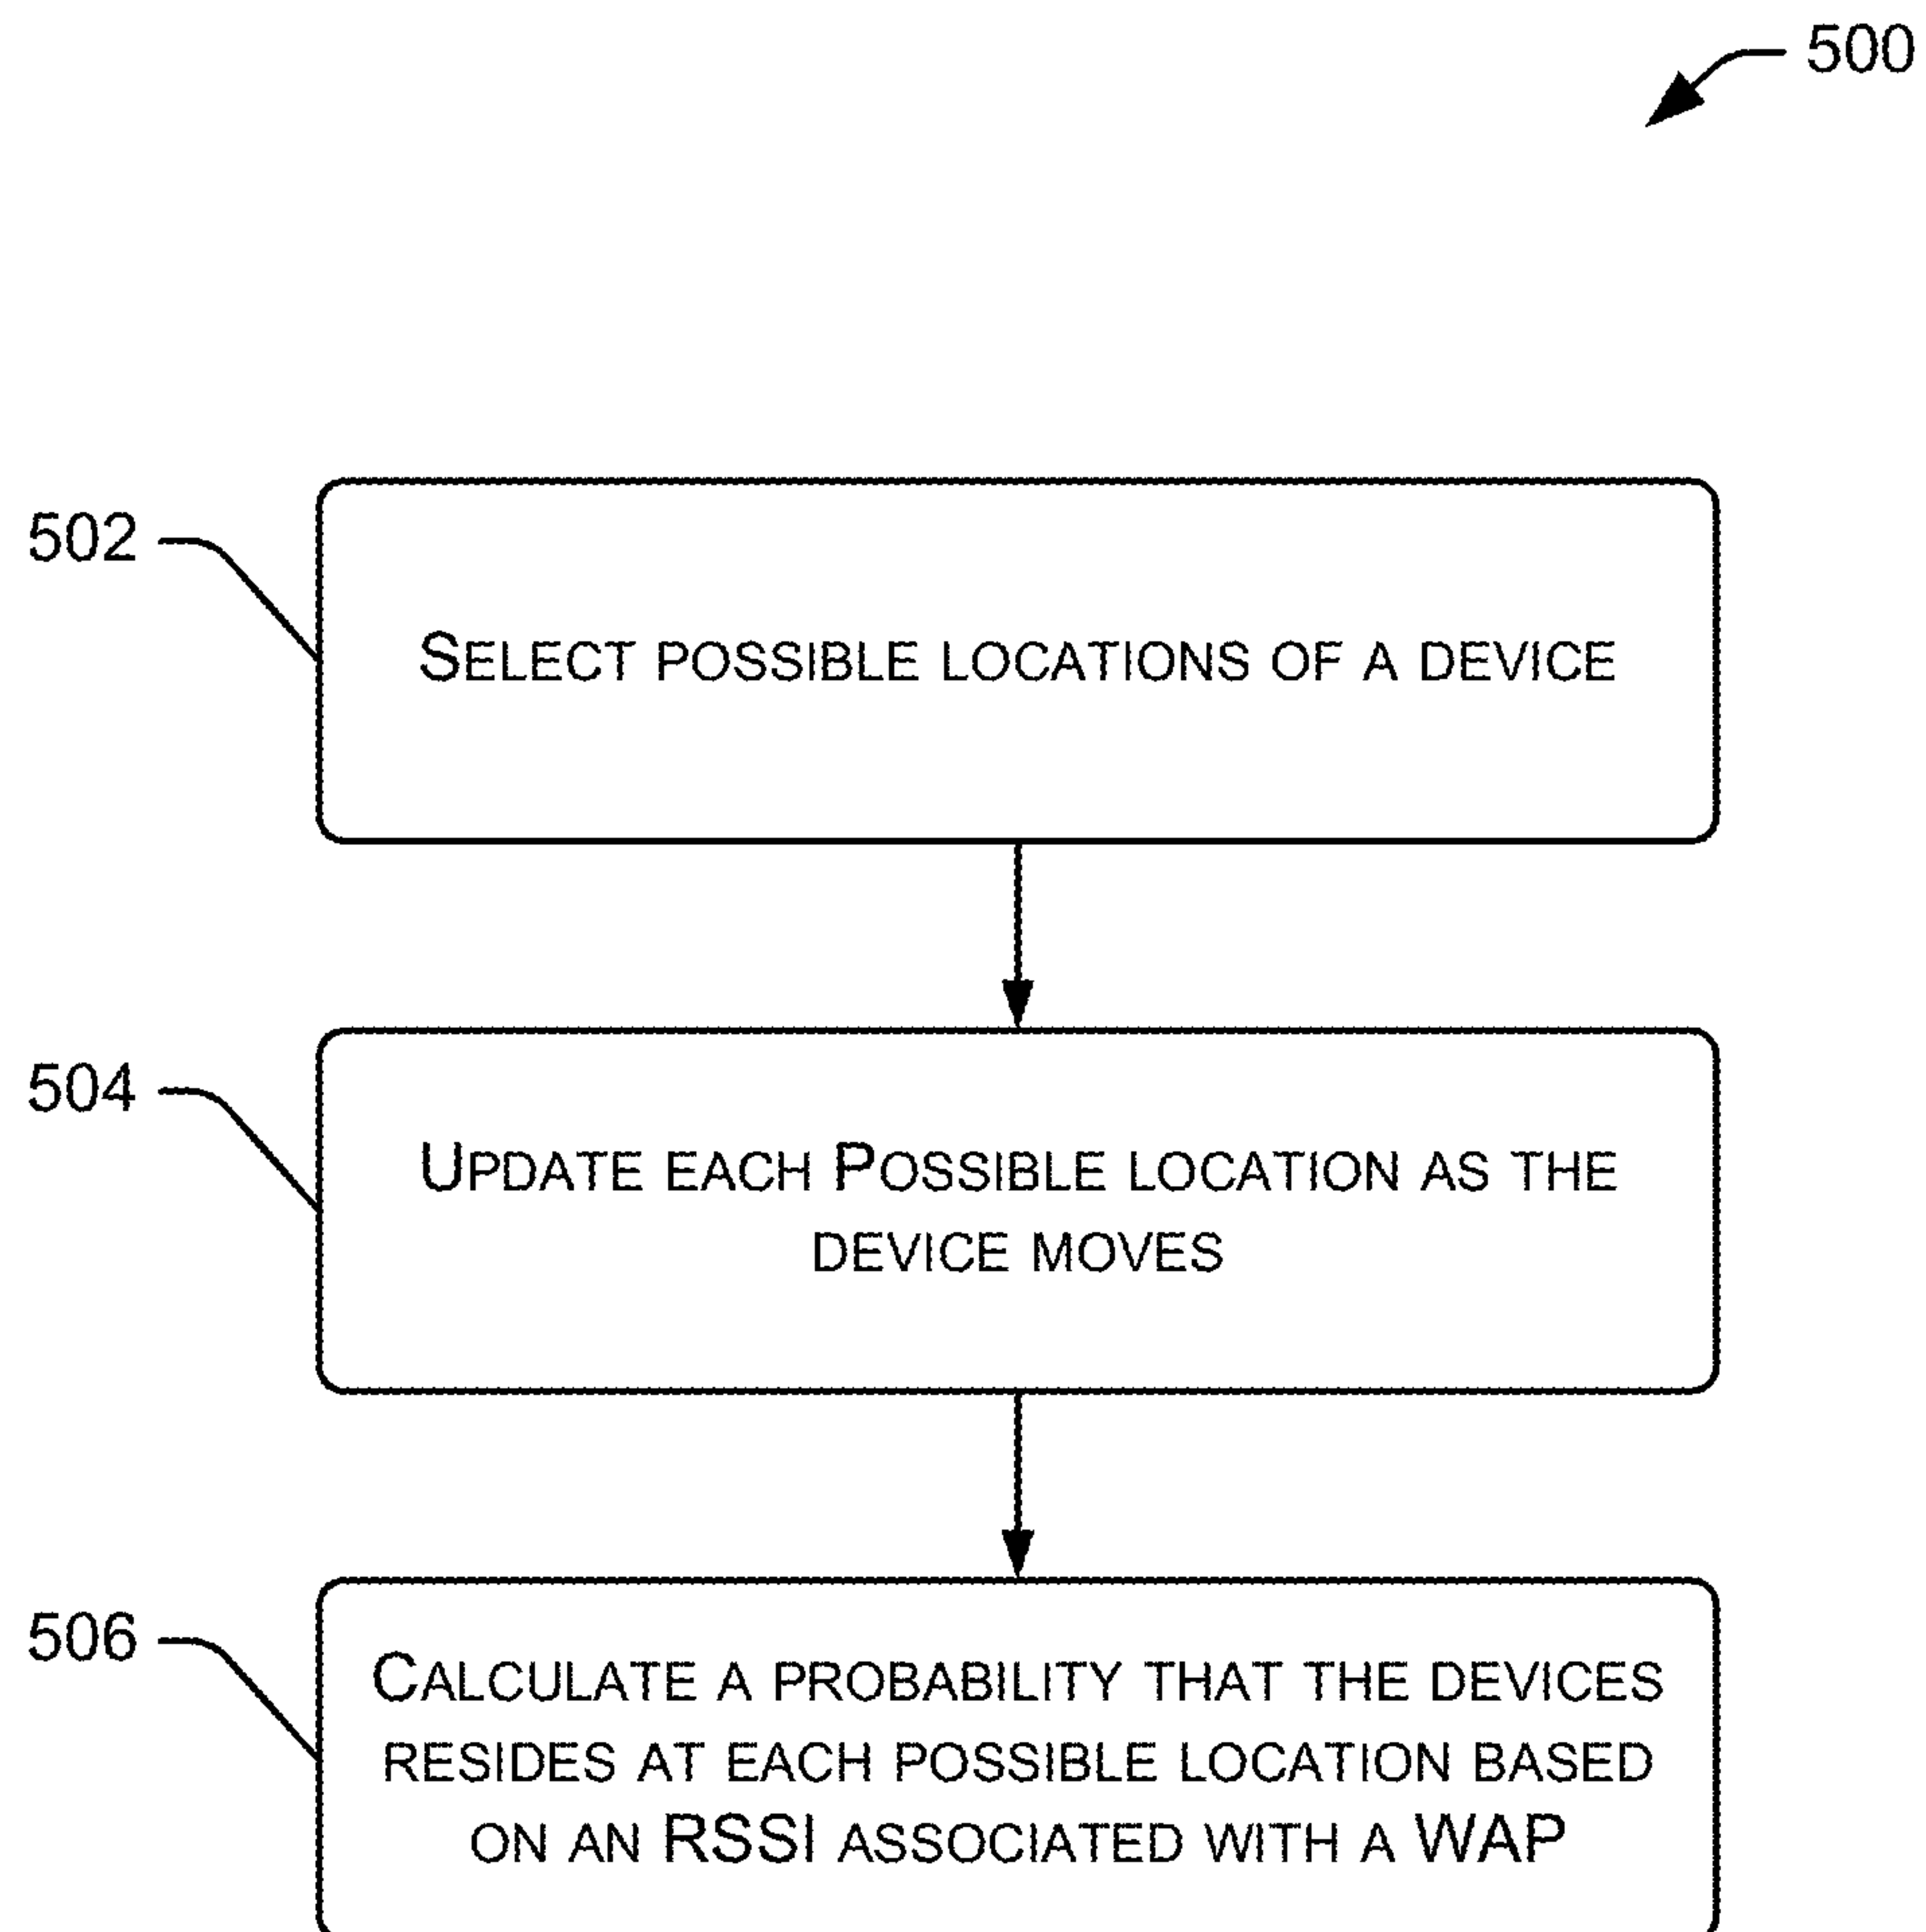 500
502
SELECT POSSIBLE LOCATIONS OF A DEVICE
504
UPDATE EACH POSSIBLE LOCATION AS THE
DEVICE MOVES
506
CALCULATE A PROBABILITY THAT THE DEVICES
RESIDES AT EACH POSSIBLE LOCATION BASED
ON AN RSSI ASSOCIATED WITH A WAP